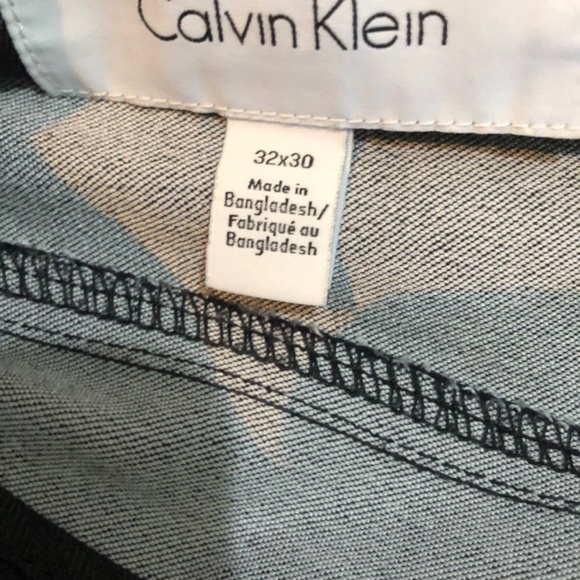 Calvin Klein
32x30
Made in
Bangladesh/
Fabriqué au
Bangladesh